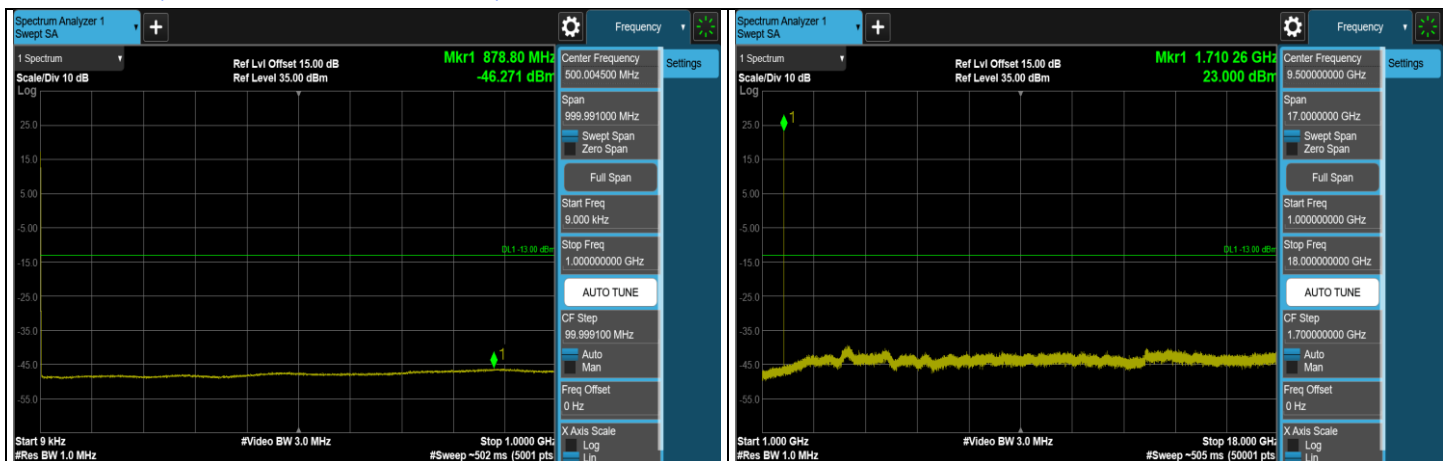 Spectrum Analyzer 1
Swept SA
+
Frequency
1 Spectrum
Scale/Div 10 dB
Log
Ref Lvl Offset 15.00 dB
Ref Level 35.00 dBm
Mkr1 878.80 MHz
-46.271 dBm
25.0
15.0
5.00
-5.00
-15.0
-25.0
-35.0
-45.0
-55.0
DL1 -13.00 dBm
1
Start 9 kHz
#Res BW 1.0 MHz
#Video BW 3.0 MHz
Stop 1.0000 GHz
#Sweep ~502 ms (5001 pts
Center Frequency
500.004500 MHz
Span
999.991000 MHz
Swept Span
Zero Span
Full Span
Start Freq
9.000 kHz
Stop Freq
1.000000000 GHz
AUTO TUNE
CF Step
99.999100 MHz
Auto
Man
Freq Offset
0 Hz
X Axis Scale
Log
Lin
Settings
Spectrum Analyzer 1
Swept SA
+
Frequency
1 Spectrum
Scale/Div 10 dB
Log
Ref Lvl Offset 15.00 dB
Ref Level 35.00 dBm
Mkr1 1.710 26 GHz
23.000 dBm
25.0
15.0
5.00
-5.00
-15.0
-25.0
-35.0
-45.0
-55.0
DL1 -13.00 dBm
1
Start 1.000 GHz
#Res BW 1.0 MHz
#Video BW 3.0 MHz
Stop 18.000 GHz
#Sweep ~505 ms (50001 pts
Center Frequency
9.500000000 GHz
Span
17.0000000 GHz
Swept Span
Zero Span
Full Span
Start Freq
1.000000000 GHz
Stop Freq
18.000000000 GHz
AUTO TUNE
CF Step
1.700000000 GHz
Auto
Man
Freq Offset
0 Hz
X Axis Scale
Log
Lin
Settings